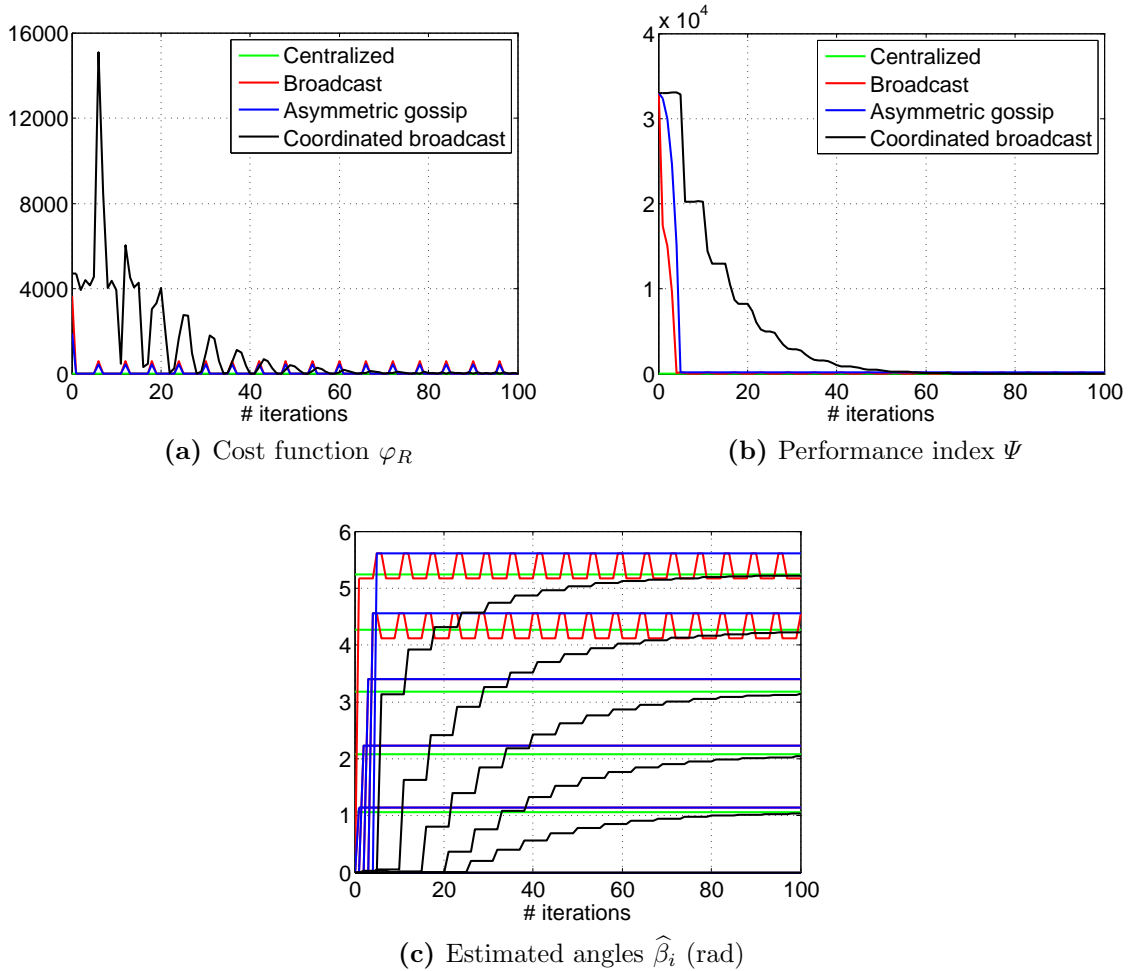 16000
12000
8000
4000
0
0
20
40
60
80
100
Centralized
Broadcast
Asymmetric gossip
Coordinated broadcast
# iterations
(a) Cost function φ_R
x 10^4
4
3
2
1
0
0
20
40
60
80
100
Centralized
Broadcast
Asymmetric gossip
Coordinated broadcast
# iterations
(b) Performance index Ψ
6
5
4
3
2
1
0
0
20
40
60
80
100
# iterations
(c) Estimated angles β̂_i (rad)